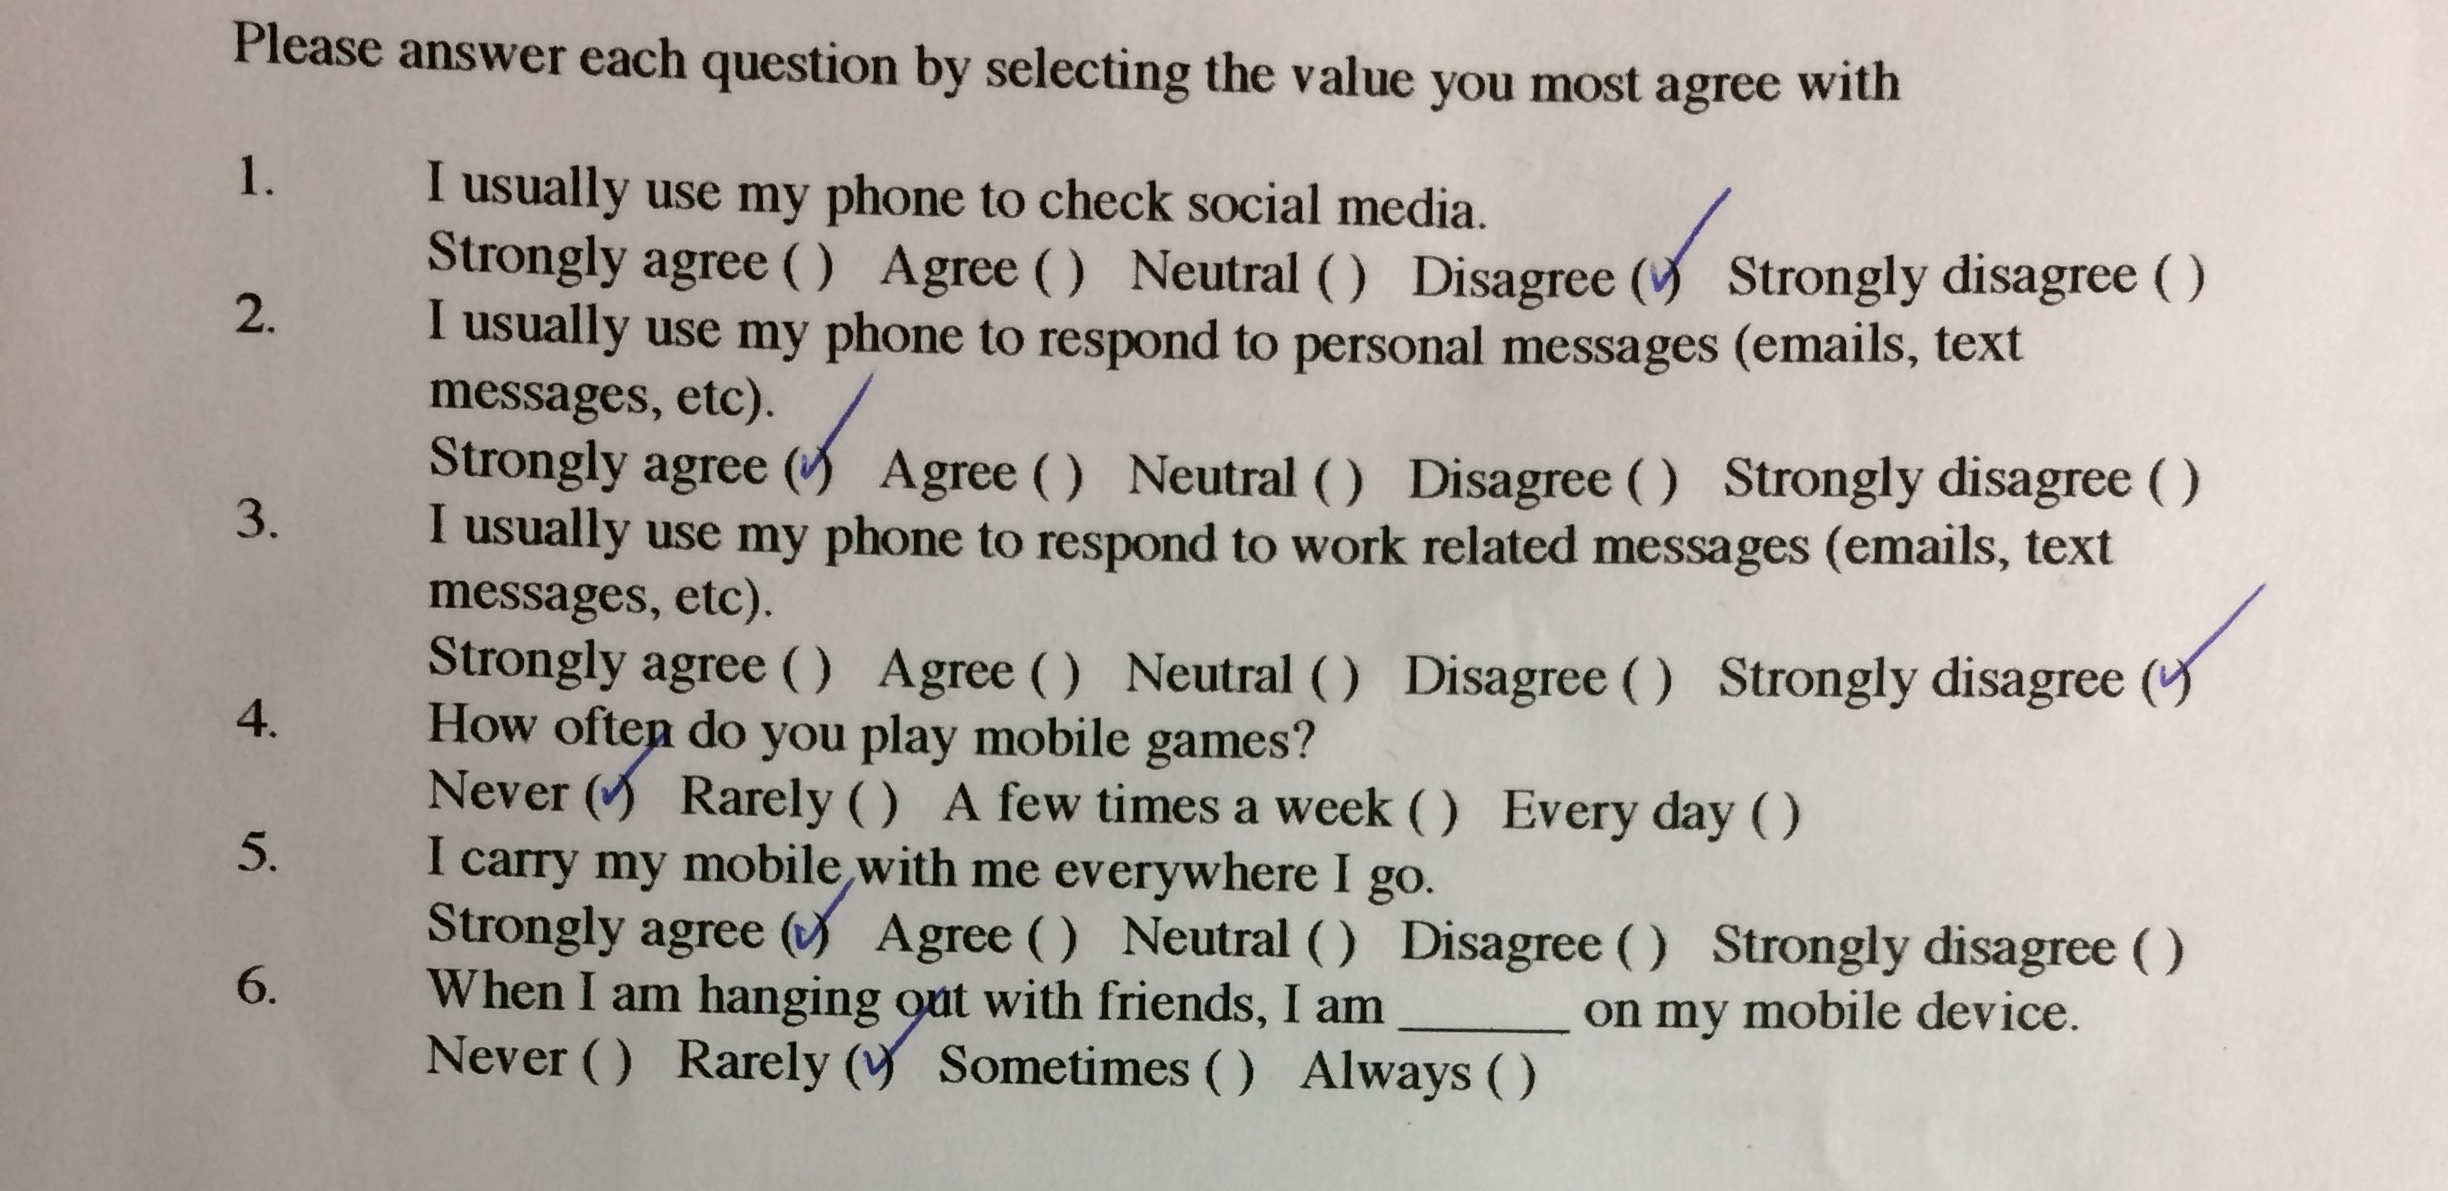 Please answer each question by selecting the value you most agree with
1. I usually use my phone to check social media.
Strongly agree ( ) Agree ( ) Neutral ( ) Disagree (✓) Strongly disagree ( )
2. I usually use my phone to respond to personal messages (emails, text
messages, etc).
Strongly agree (✓) Agree ( ) Neutral ( ) Disagree ( ) Strongly disagree ( )
3. I usually use my phone to respond to work related messages (emails, text
messages, etc).
Strongly agree ( ) Agree ( ) Neutral ( ) Disagree ( ) Strongly disagree (✓)
4. How often do you play mobile games?
Never (✓) Rarely ( ) A few times a week ( ) Every day ( )
5. I carry my mobile with me everywhere I go.
Strongly agree (✓) Agree ( ) Neutral ( ) Disagree ( ) Strongly disagree ( )
6. When I am hanging out with friends, I am ______ on my mobile device.
Never ( ) Rarely (✓) Sometimes ( ) Always ( )